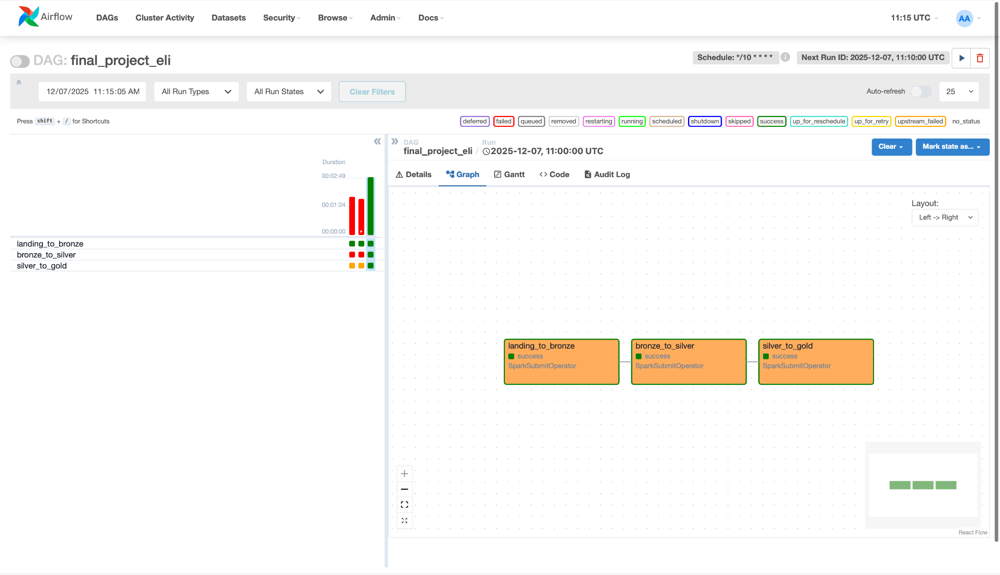 Airflow DAGs Cluster Activity Datasets Security Browse Admin Docs 11:15 UTC AA
DAG: final_project_eli Schedule: */10 * * * * i Next Run ID: 2025-12-07, 11:10:00 UTC
12/07/2025 11:15:05 AM All Run Types All Run States Clear Filters Auto-refresh 25
Press shift + / for Shortcuts deferred failed queued removed restarting running scheduled shutdown skipped success up_for_reschedule up_for_retry upstream_failed no_status
Duration
00:02:49
00:01:24
00:00:00
landing_to_bronze
bronze_to_silver
silver_to_gold
DAG Run
final_project_eli / 2025-12-07, 11:00:00 UTC Clear Mark state as...
Details Graph Gantt Code Audit Log
Layout:
Left -> Right
landing_to_bronze
success
SparkSubmitOperator
bronze_to_silver
success
SparkSubmitOperator
silver_to_gold
success
SparkSubmitOperator
React Flow